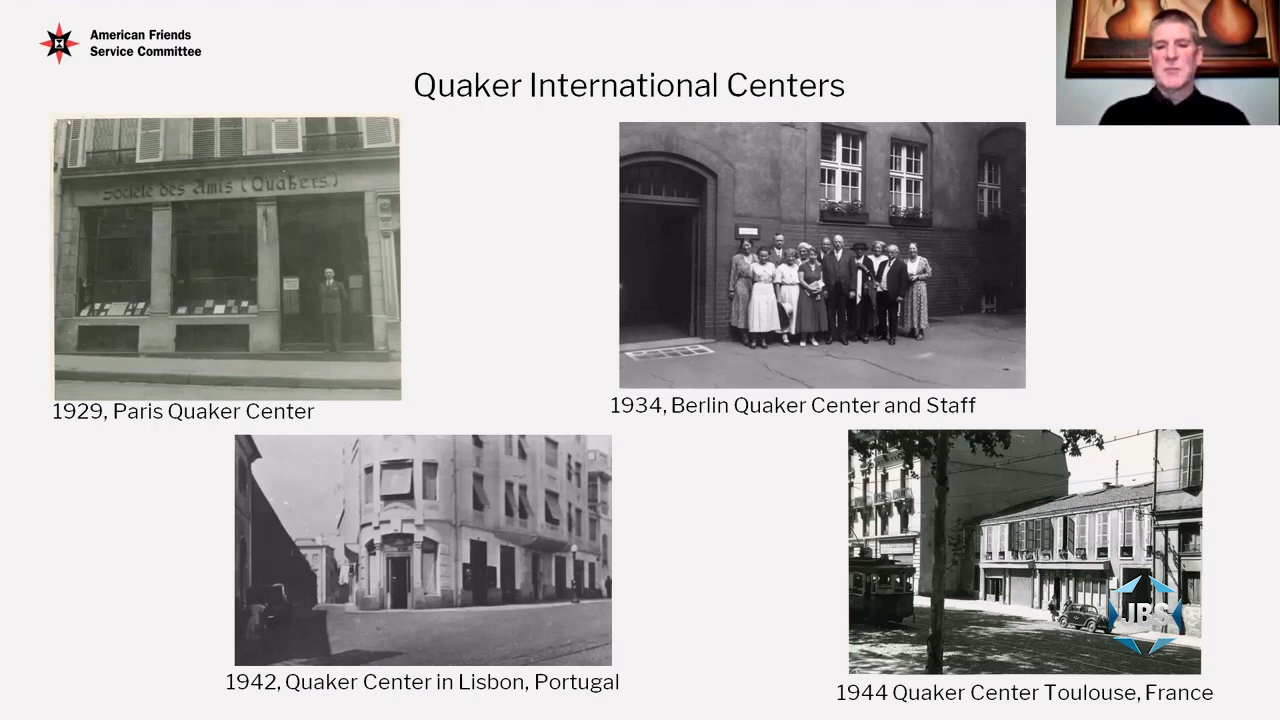 American Friends
Service Committee
Quaker International Centers
Société des Amis (Quakers)
1929, Paris Quaker Center
1934, Berlin Quaker Center and Staff
1942, Quaker Center in Lisbon, Portugal
JBS
1944 Quaker Center Toulouse, France